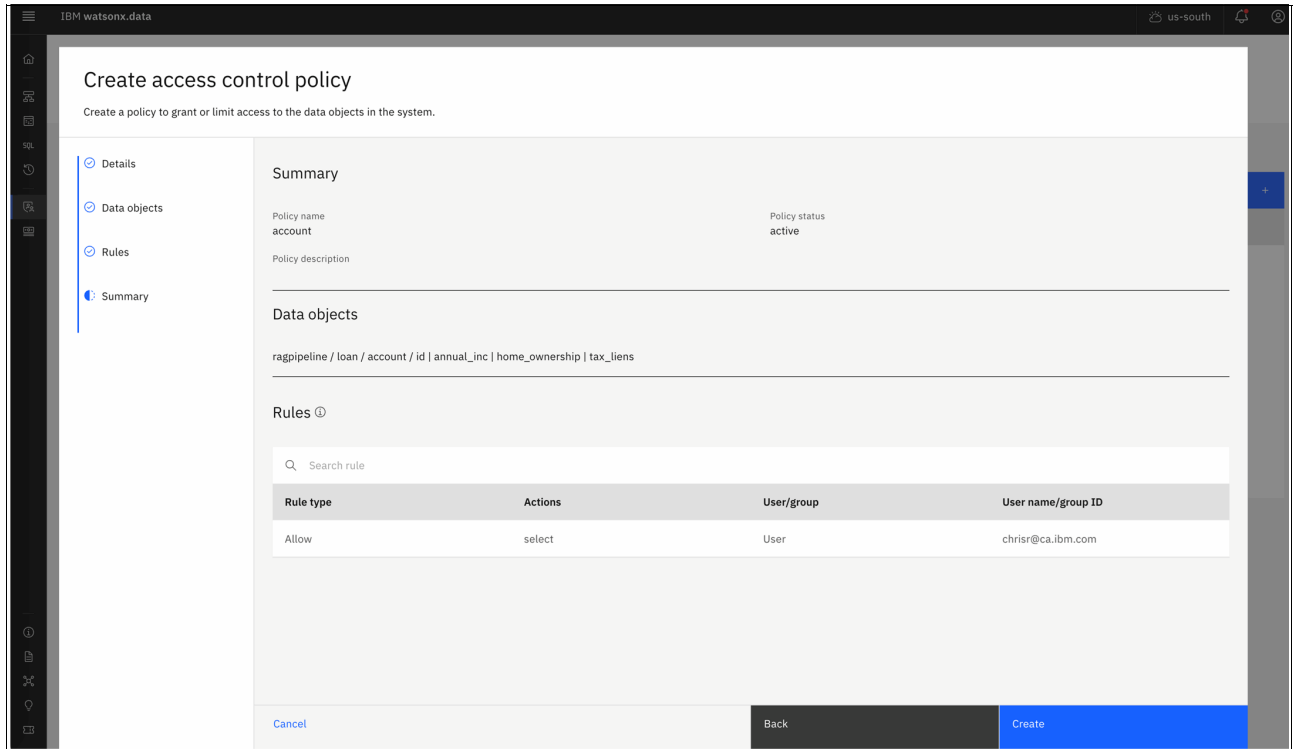 IBM watsonx.data
us-south
SQL
Create access control policy
Create a policy to grant or limit access to the data objects in the system.
Details
Data objects
Rules
Summary
Summary
Policy name
account
Policy status
active
Policy description
Data objects
ragpipeline / loan / account / id | annual_inc | home_ownership | tax_liens
Rules
Search rule
Rule type Actions User/group User name/group ID
Allow select User chrisr@ca.ibm.com
Cancel
Back
Create